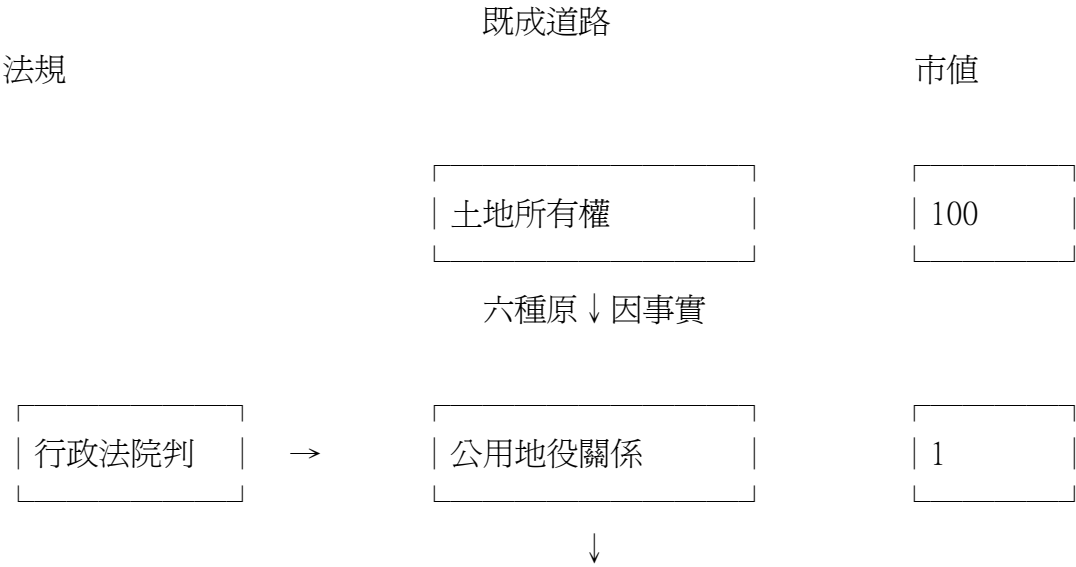 既成道路
法規 市值
土地所有權 100
六種原↓因事實
行政法院判 → 公用地役關係 1
↓